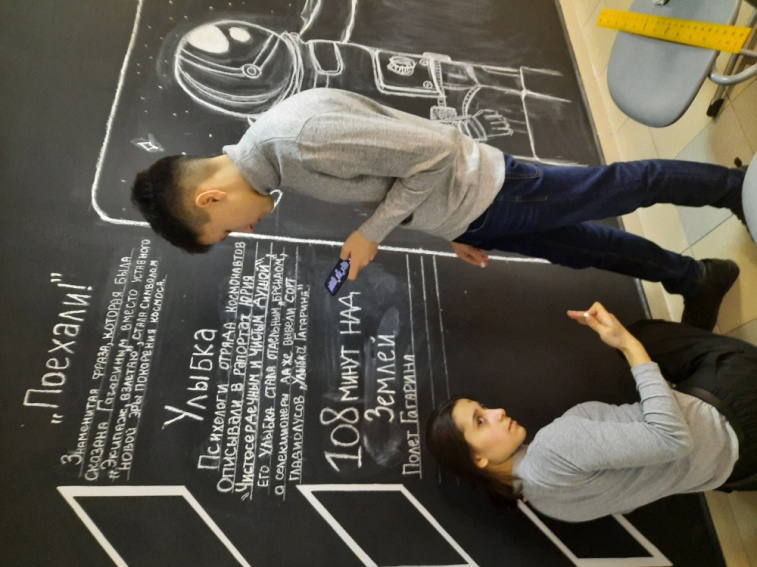 „Поехали!"
Знаменитая фраза, которая была
сказана Гагариным вместо уставного
„Экипаж, взлетаю", стала символом
новой эры покорения космоса.
Улыбка
Психологи отряда космонавтов
описывали в рапортах Юрия
"Чистосердечным и чистым душой".
Его улыбка стала отдельным „брендом",
а селекционеры даже вывели сорт
гладиолусов „Улыбка Гагарина"
108 минут над
Землёй
Полёт Гагарина